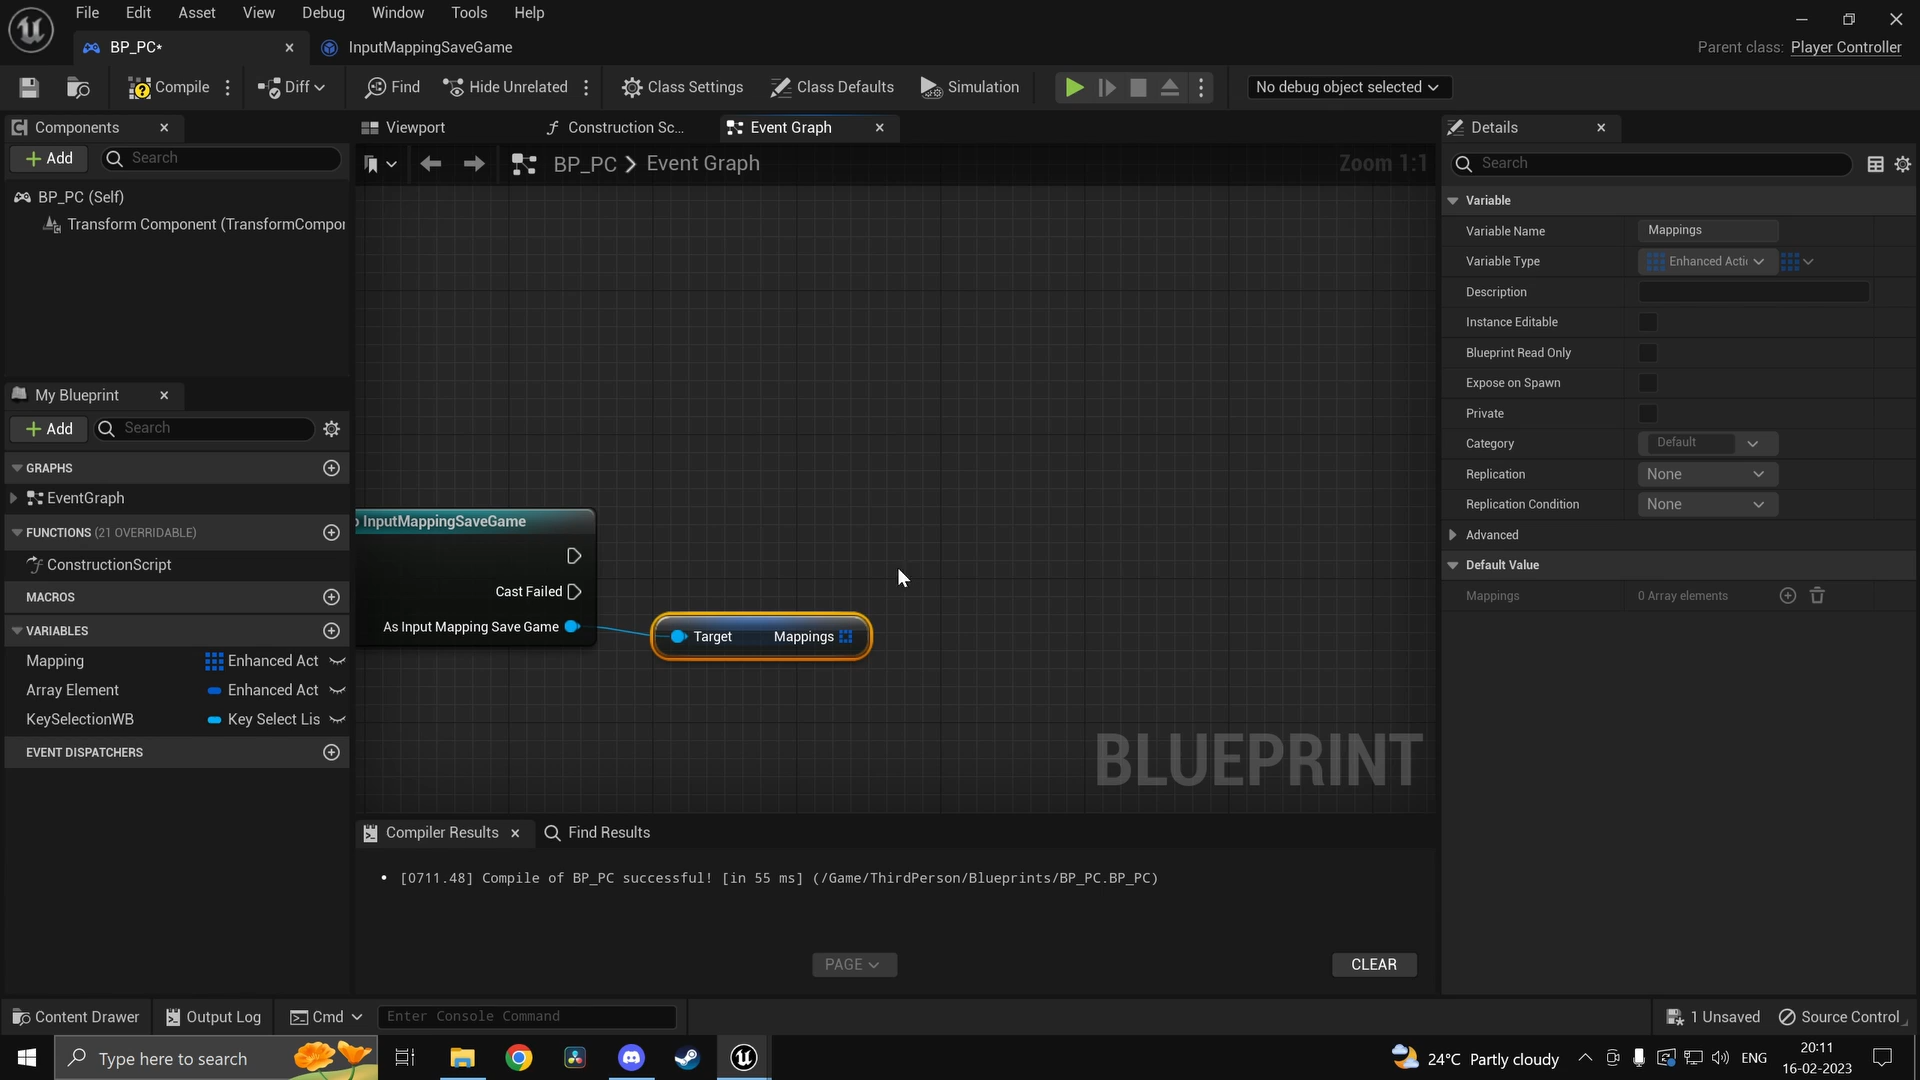 File Edit Asset View Debug Window Tools Help
BP_PC*
InputMappingSaveGame
Parent class: Player Controller
Compile
Diff
Find
Hide Unrelated
Class Settings
Class Defaults
Simulation
No debug object selected
Components
Add
Search
BP_PC (Self)
Transform Component (TransformCompor
My Blueprint
Add
Search
GRAPHS
EventGraph
FUNCTIONS (21 OVERRIDABLE)
ConstructionScript
MACROS
VARIABLES
Mapping Enhanced Act
Array Element Enhanced Act
KeySelectionWB Key Select Lis
EVENT DISPATCHERS
Viewport
Construction Sc...
Event Graph
BP_PC > Event Graph
Zoom 1:1
InputMappingSaveGame
Cast Failed
As Input Mapping Save Game
Target Mappings
BLUEPRINT
Compiler Results
Find Results
• [0711.48] Compile of BP_PC successful! [in 55 ms] (/Game/ThirdPerson/Blueprints/BP_PC.BP_PC)
PAGE
CLEAR
Details
Search
Variable
Variable Name Mappings
Variable Type Enhanced Acti
Description
Instance Editable
Blueprint Read Only
Expose on Spawn
Private
Category Default
Replication None
Replication Condition None
Advanced
Default Value
Mappings 0 Array elements
Content Drawer
Output Log
Cmd
Enter Console Command
1 Unsaved
Source Control
Type here to search
24°C Partly cloudy
ENG
20:11
16-02-2023